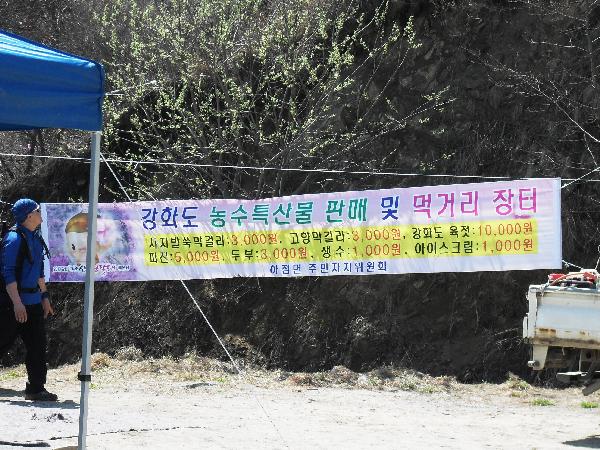 강화도 농수특산물 판매 및 먹거리 장터
사자발쑥막걸리:3,000원, 고양막걸리:3,000원, 강화도 육젓:10,000원
파전:5,000원, 두부:3,000원, 생수:1,000원, 아이스크림:1,000원
하점면 주민자치위원회